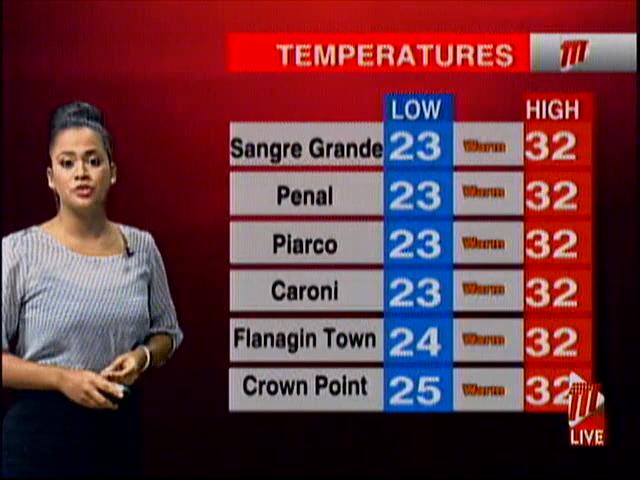 TEMPERATURES
LOW HIGH
Sangre Grande 23 Warm 32
Penal 23 Warm 32
Piarco 23 Warm 32
Caroni 23 Warm 32
Flanagin Town 24 Warm 32
Crown Point 25 Warm 32
LIVE